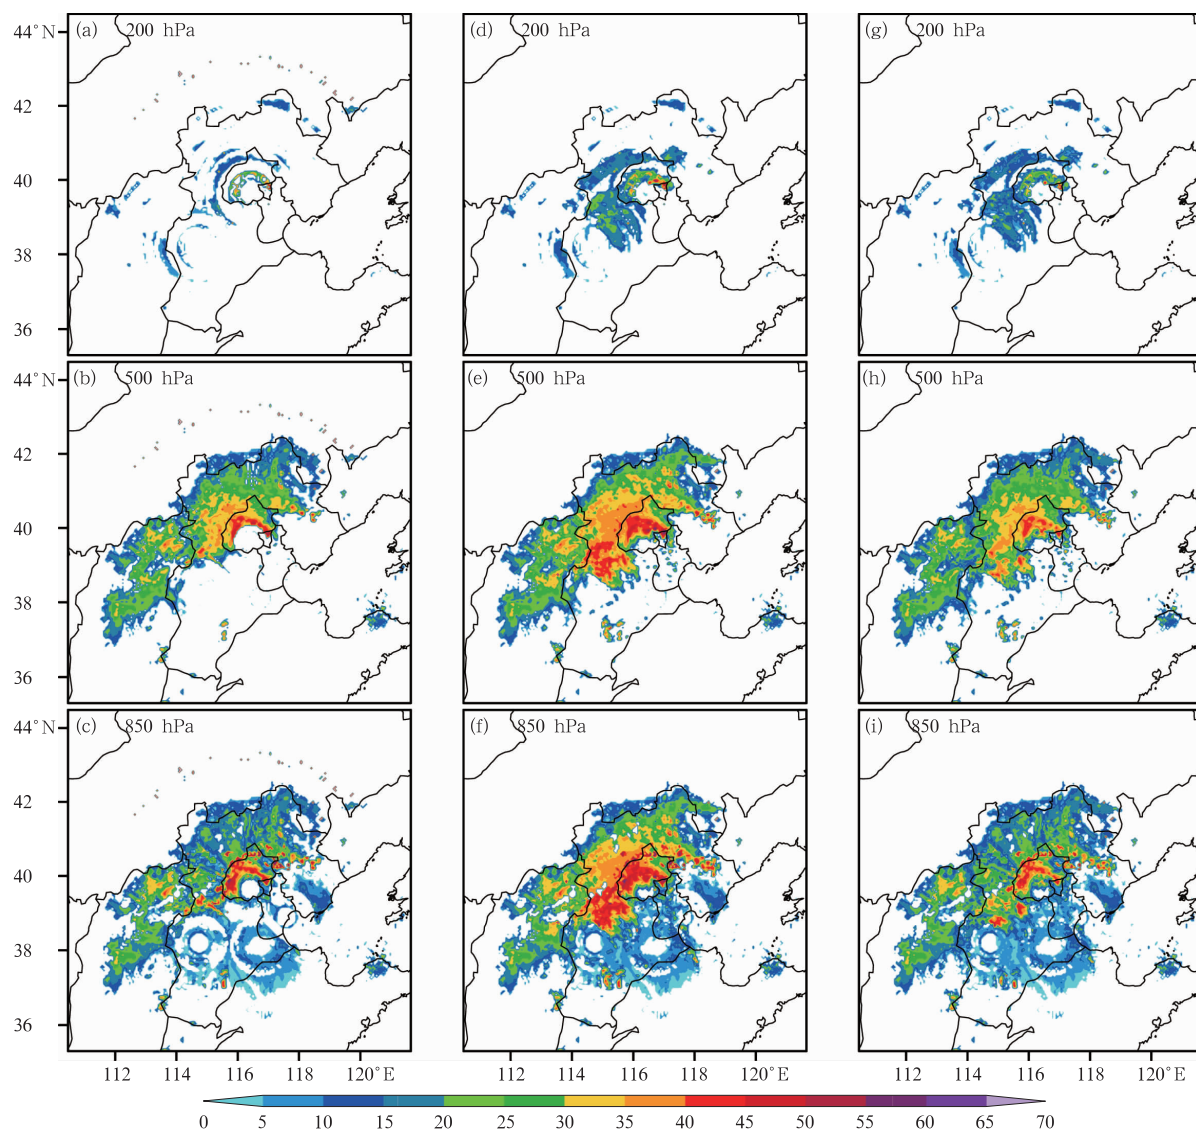 (a) 200 hPa
(d) 200 hPa
(g) 200 hPa
44°N
42
40
38
36
(b) 500 hPa
(e) 500 hPa
(h) 500 hPa
44°N
42
40
38
36
(c) 850 hPa
(f) 850 hPa
(i) 850 hPa
44°N
42
40
38
36
112 114 116 118 120°E 112 114 116 118 120°E 112 114 116 118 120°E
0 5 10 15 20 25 30 35 40 45 50 55 60 65 70